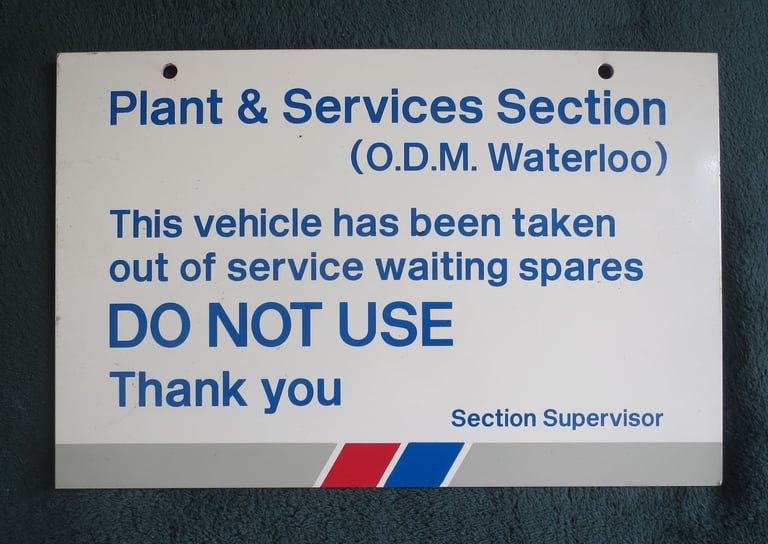 Plant & Services Section
(O.D.M. Waterloo)
This vehicle has been taken
out of service waiting spares
DO NOT USE
Thank you
Section Supervisor